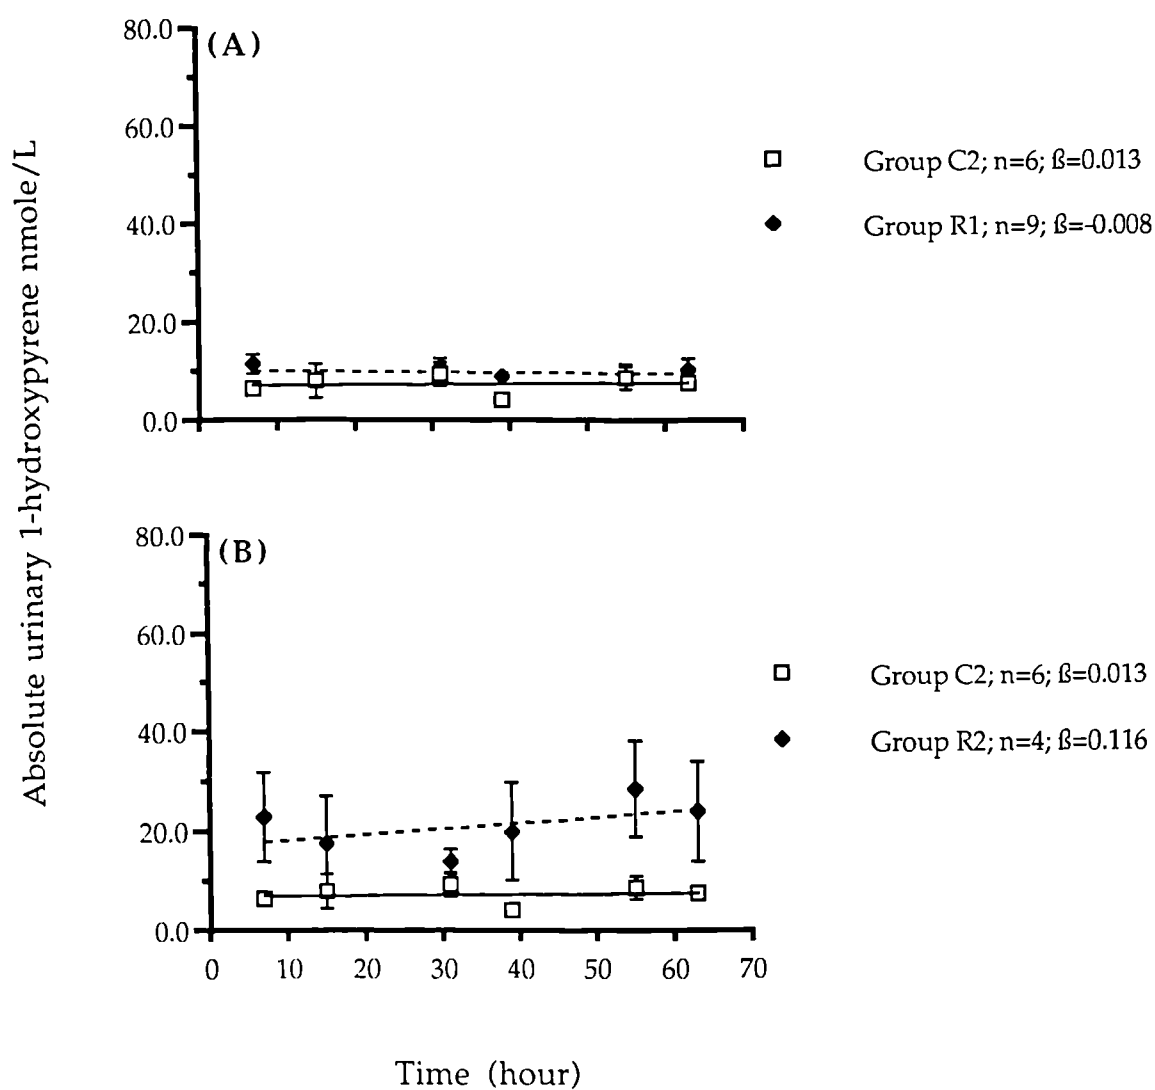 Absolute urinary 1-hydroxypyrene nmole/L
(A)
80.0
60.0
40.0
20.0
0.0
Group C2; n=6; ß=0.013
Group R1; n=9; ß=-0.008
(B)
80.0
60.0
40.0
20.0
0.0
Group C2; n=6; ß=0.013
Group R2; n=4; ß=0.116
0 10 20 30 40 50 60 70
Time (hour)